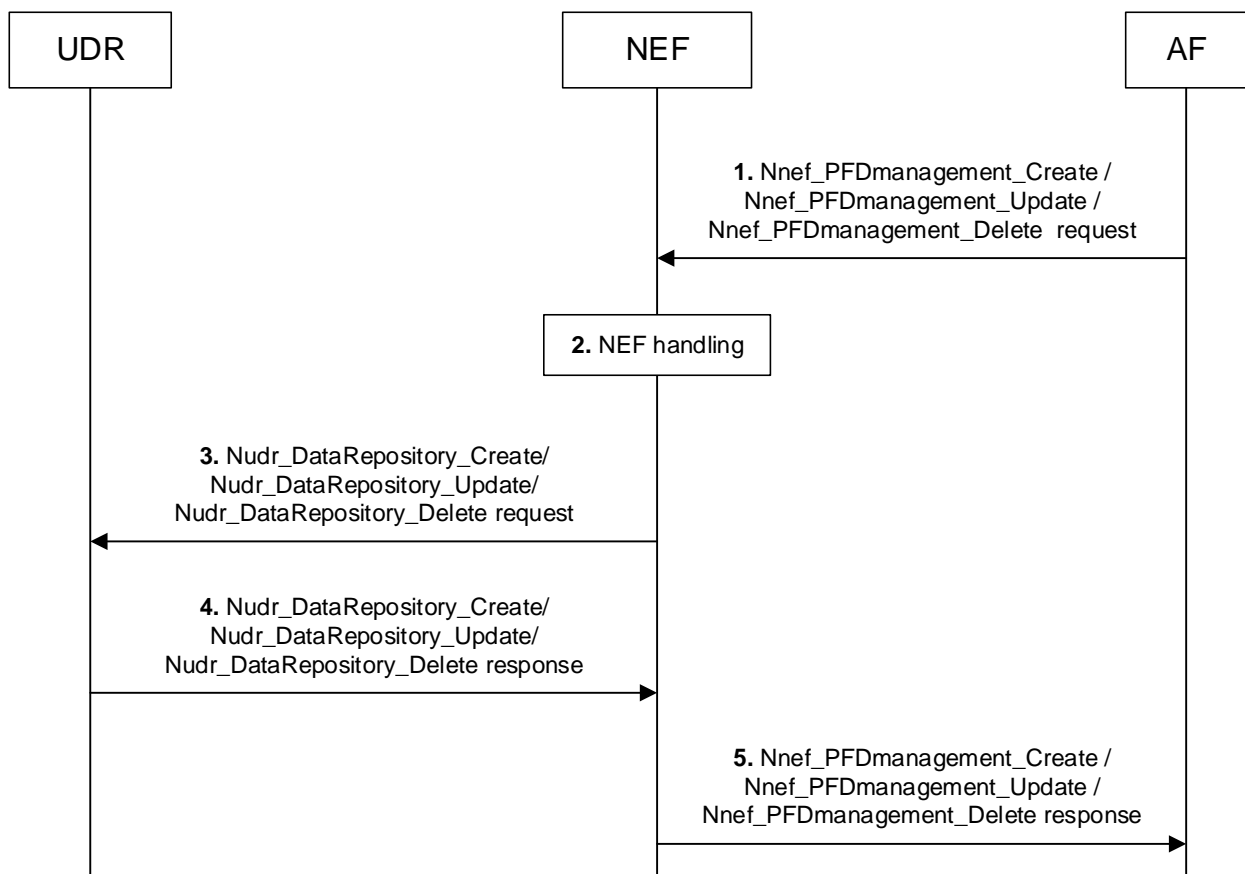 UDR
NEF
AF
1. Nnef_PFDmanagement_Create /
Nnef_PFDmanagement_Update /
Nnef_PFDmanagement_Delete  request
2. NEF handling
3. Nudr_DataRepository_Create/
Nudr_DataRepository_Update/
Nudr_DataRepository_Delete request
4. Nudr_DataRepository_Create/
Nudr_DataRepository_Update/
Nudr_DataRepository_Delete response
5. Nnef_PFDmanagement_Create /
Nnef_PFDmanagement_Update /
Nnef_PFDmanagement_Delete response